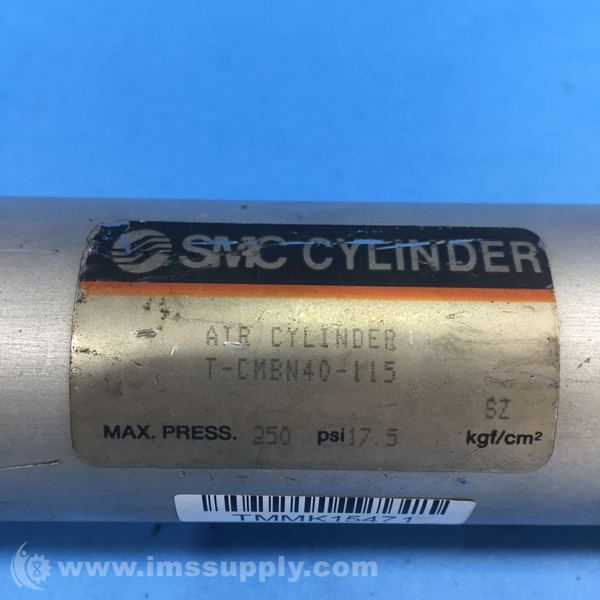 SMC CYLINDER
AIR CYLINDER
T-CMBN40-115
SZ
MAX. PRESS. 250 psi 17.5 kgf/cm²
TMMK15471
www.imssupply.com